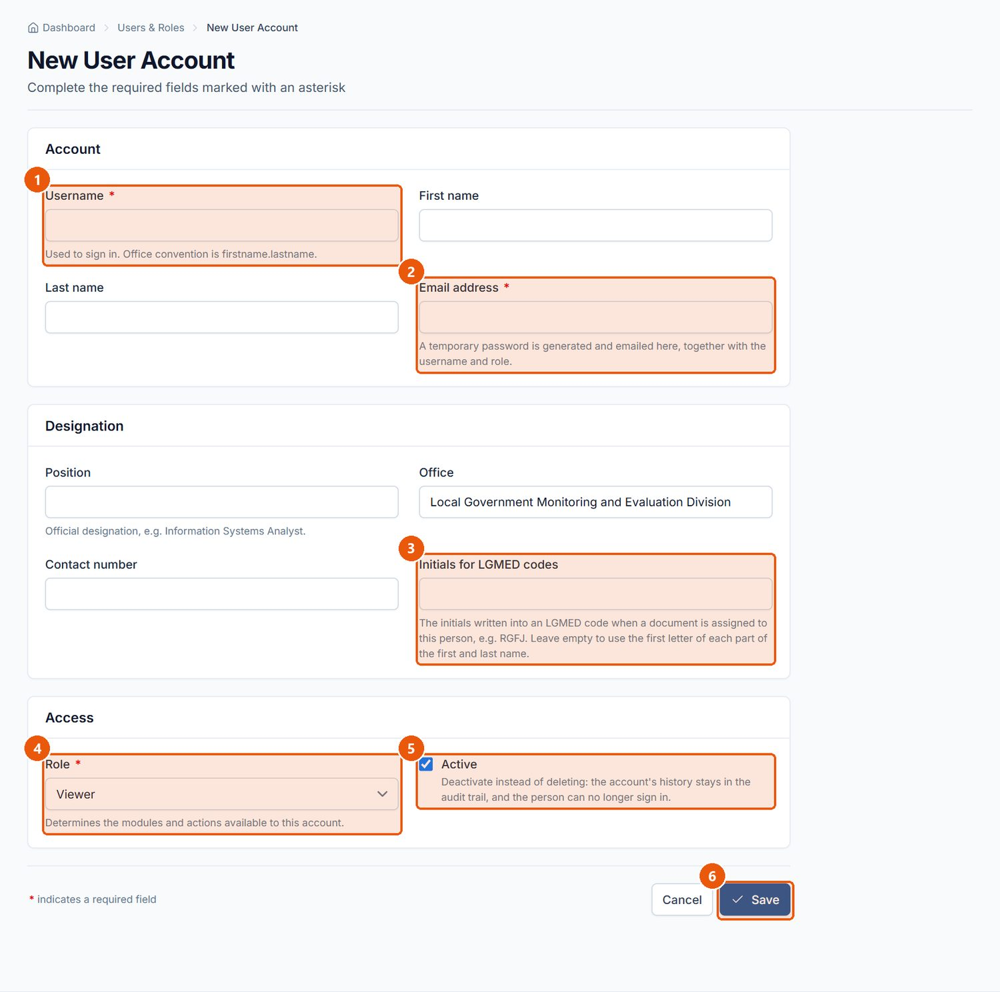 Dashboard > Users & Roles > New User Account
New User Account
Complete the required fields marked with an asterisk
Account
1
Username *
Used to sign in. Office convention is firstname.lastname.
First name
Last name
2
Email address *
A temporary password is generated and emailed here, together with the
username and role.
Designation
Position
Official designation, e.g. Information Systems Analyst.
Office
Local Government Monitoring and Evaluation Division
Contact number
3
Initials for LGMED codes
The initials written into an LGMED code when a document is assigned to
this person, e.g. RGFJ. Leave empty to use the first letter of each part of
the first and last name.
Access
4
Role *
Viewer
Determines the modules and actions available to this account.
5
Active
Deactivate instead of deleting: the account's history stays in the
audit trail, and the person can no longer sign in.
* indicates a required field
Cancel
6
Save